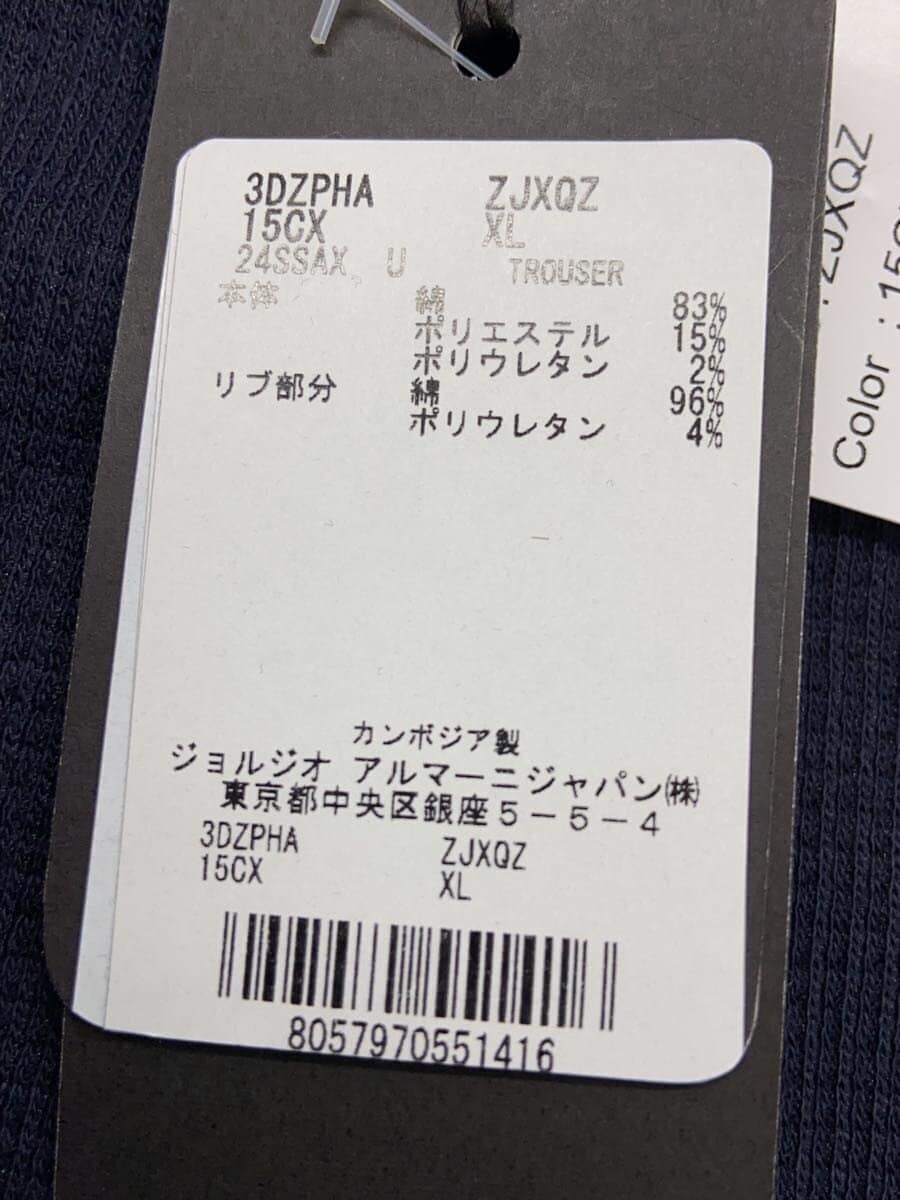 3DZPHA ZJXQZ
15CX XL
24SSAX U TROUSER
本体 綿 83%
ポリエステル 15%
ポリウレタン 2%
リブ部分 綿 96%
ポリウレタン 4%
カンボジア製
ジョルジオ アルマーニジャパン㈱
東京都中央区銀座5-5-4
3DZPHA ZJXQZ
15CX XL
8057970551416
: ZJXQZ
Color : 15C